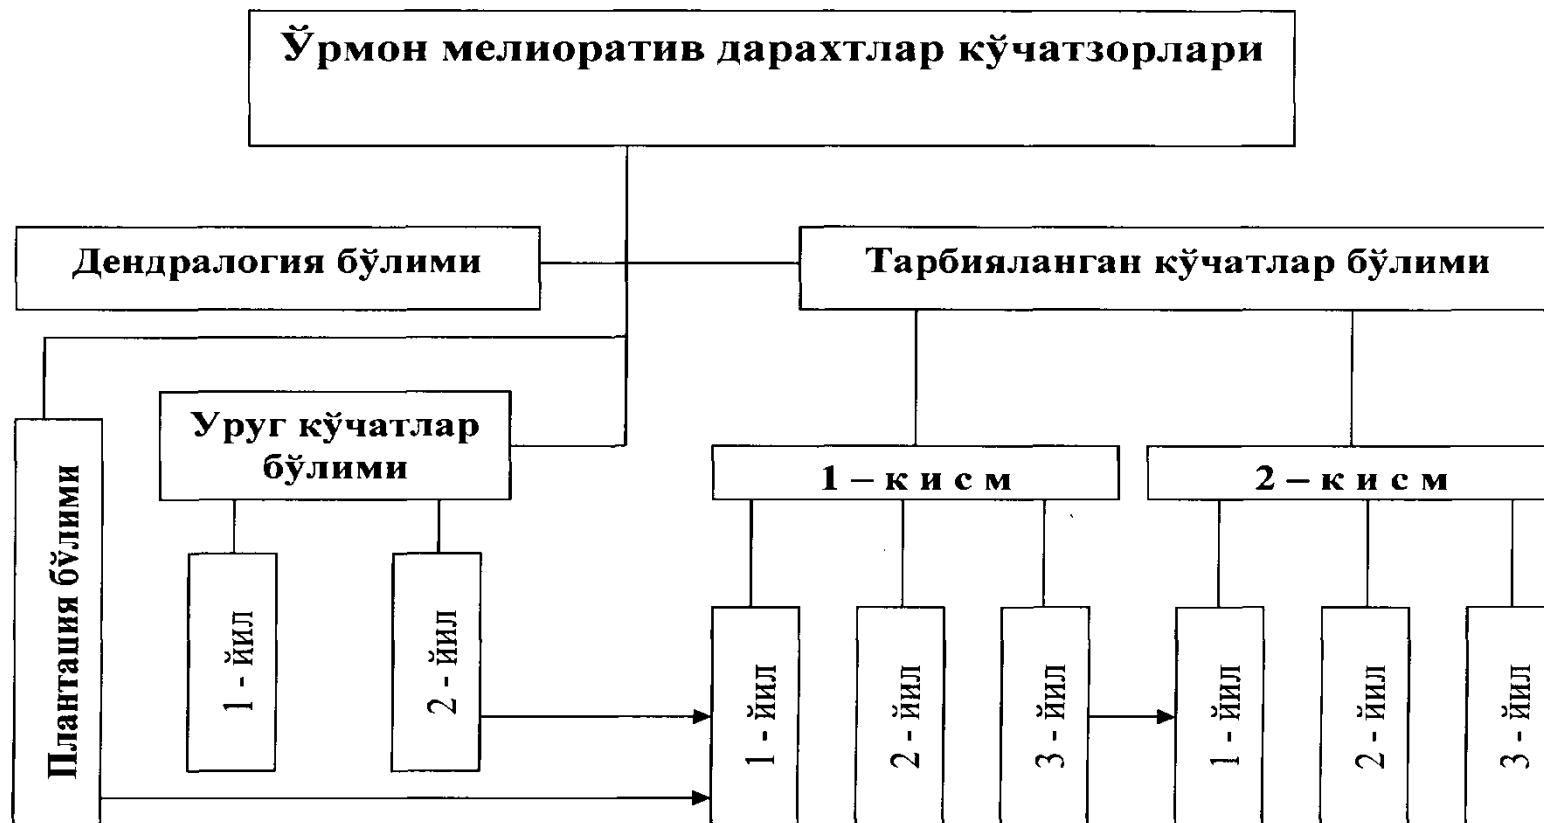 Ўрмон мелиоратив дарахтлар кўчатзорлари
Дендралогия бўлими
Тарбияланган кўчатлар бўлими
Уруг кўчатлар
бўлими
1 – к и с м
2 – к и с м
Плантация бўлими
1 - йил
2 - йил
1 - йил
2 - йил
3 - йил
1 - йил
2 - йил
3 - йил